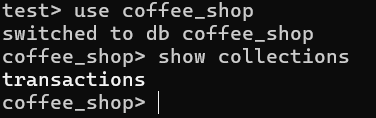 test> use coffee_shop
switched to db coffee_shop
coffee_shop> show collections
transactions
coffee_shop>